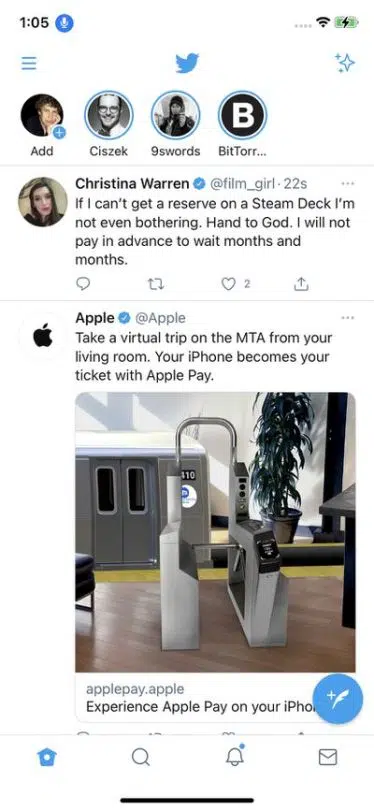 1:05
Add
Ciszek
9swords
BitTorr...
Christina Warren @film_girl · 22s
If I can't get a reserve on a Steam Deck I'm
not even bothering. Hand to God. I will not
pay in advance to wait months and
months.
2
Apple @Apple
Take a virtual trip on the MTA from your
living room. Your iPhone becomes your
ticket with Apple Pay.
410
applepay.apple
Experience Apple Pay on your iPho